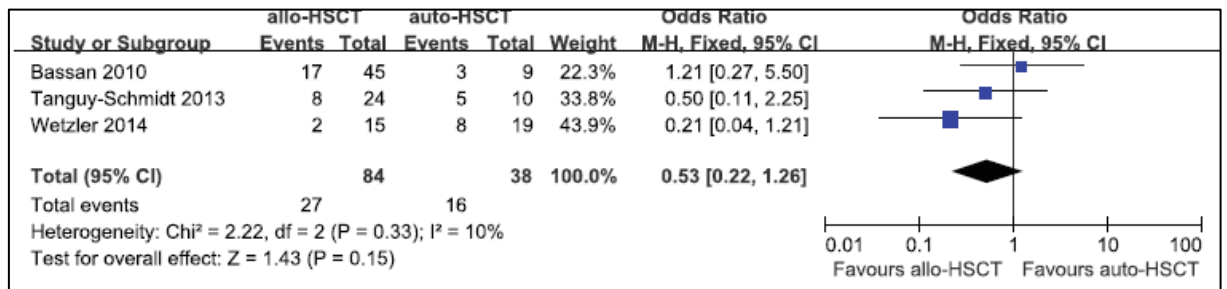 allo-HSCT auto-HSCT Odds Ratio Odds Ratio
Study or Subgroup Events Total Events Total Weight M-H, Fixed, 95% CI M-H, Fixed, 95% CI
Bassan 2010 17 45 3 9 22.3% 1.21 [0.27, 5.50]
Tanguy-Schmidt 2013 8 24 5 10 33.8% 0.50 [0.11, 2.25]
Wetzler 2014 2 15 8 19 43.9% 0.21 [0.04, 1.21]
Total (95% CI) 84 38 100.0% 0.53 [0.22, 1.26]
Total events 27 16
Heterogeneity: Chi² = 2.22, df = 2 (P = 0.33); I² = 10%
Test for overall effect: Z = 1.43 (P = 0.15)
0.01 0.1 1 10 100
Favours allo-HSCT Favours auto-HSCT